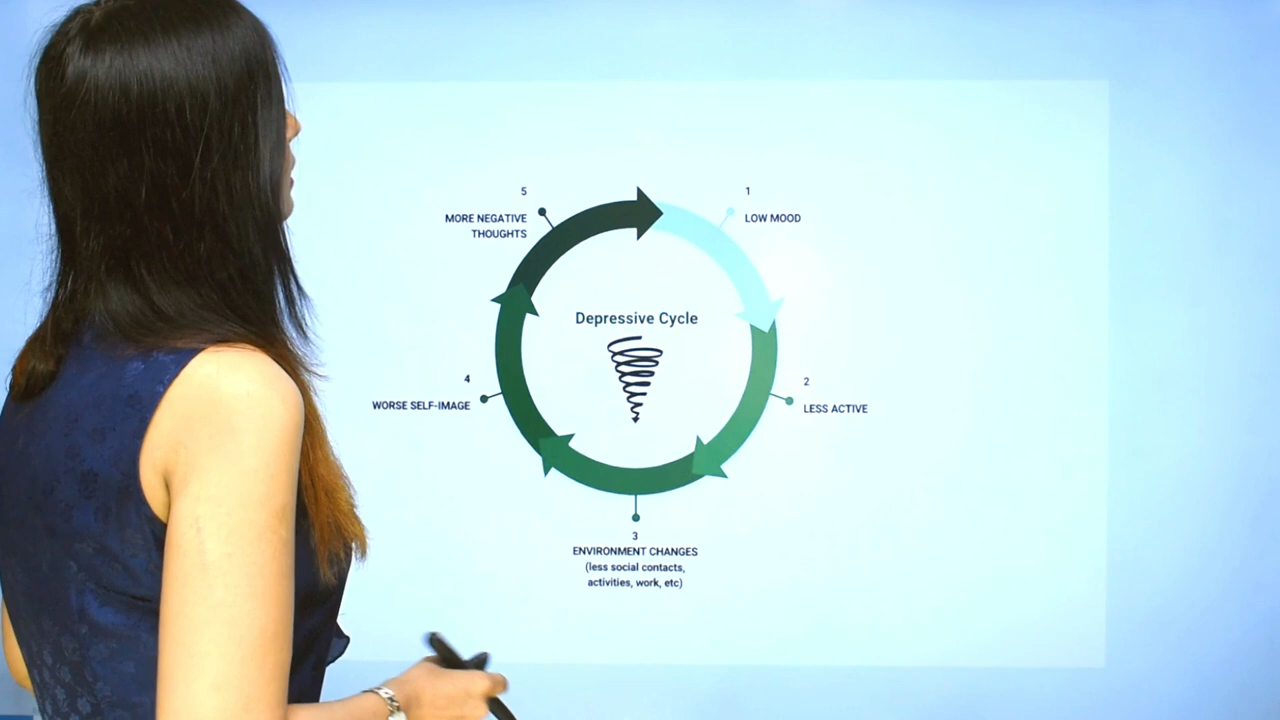 Depressive Cycle
1
LOW MOOD
2
LESS ACTIVE
3
ENVIRONMENT CHANGES
(less social contacts,
activities, work, etc)
4
WORSE SELF-IMAGE
5
MORE NEGATIVE
THOUGHTS